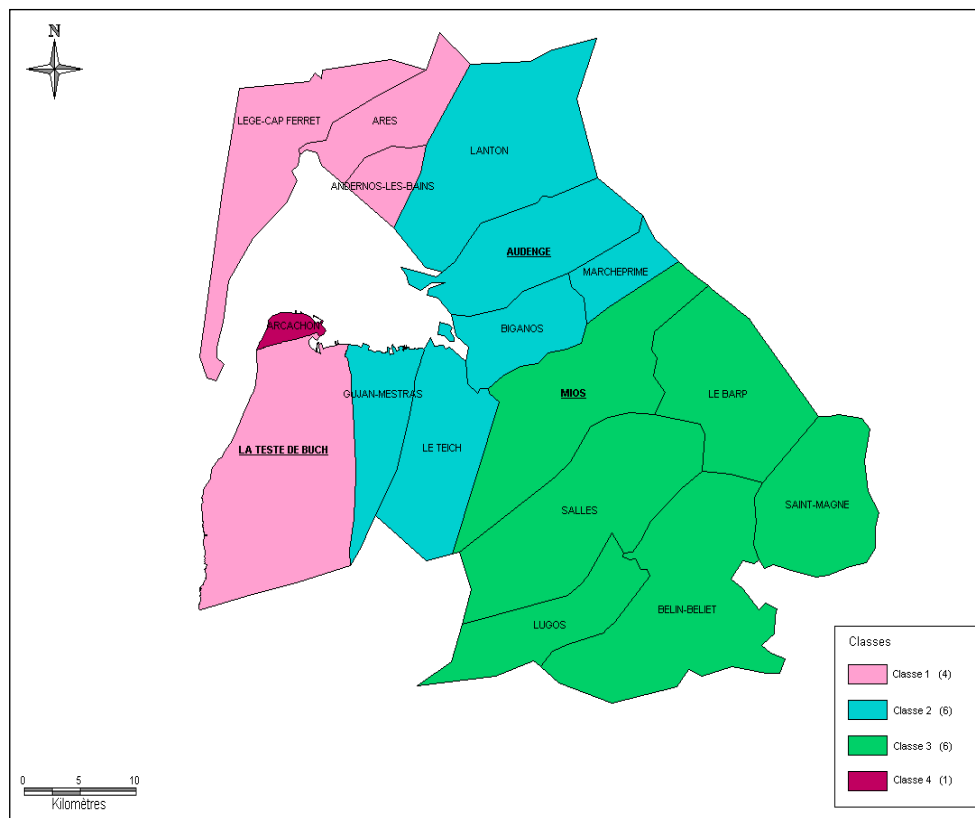 N
LEGE-CAP FERRET
ARES
LANTON
ANDERNOS-LES-BAINS
AUDENGE
MARCHEPRIME
ARCACHON
BIGANOS
GUJAN-MESTRAS
MIOS
LE BARP
LA TESTE DE BUCH
LE TEICH
SALLES
SAINT-MAGNE
BELIN-BELIET
LUGOS
Classes
Classe 1 (4)
Classe 2 (6)
Classe 3 (6)
Classe 4 (1)
0 5 10
Kilomètres